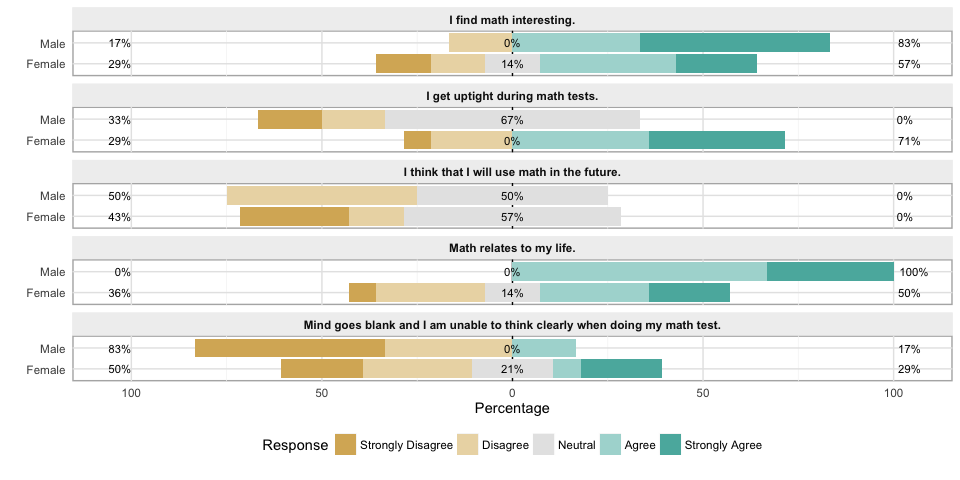 I find math interesting.
Male 17% 0% 83%
Female 29% 14% 57%
I get uptight during math tests.
Male 33% 67% 0%
Female 29% 0% 71%
I think that I will use math in the future.
Male 50% 50% 0%
Female 43% 57% 0%
Math relates to my life.
Male 0% 0% 100%
Female 36% 14% 50%
Mind goes blank and I am unable to think clearly when doing my math test.
Male 83% 0% 17%
Female 50% 21% 29%
100 50 0 50 100
Percentage
Response Strongly Disagree Disagree Neutral Agree Strongly Agree